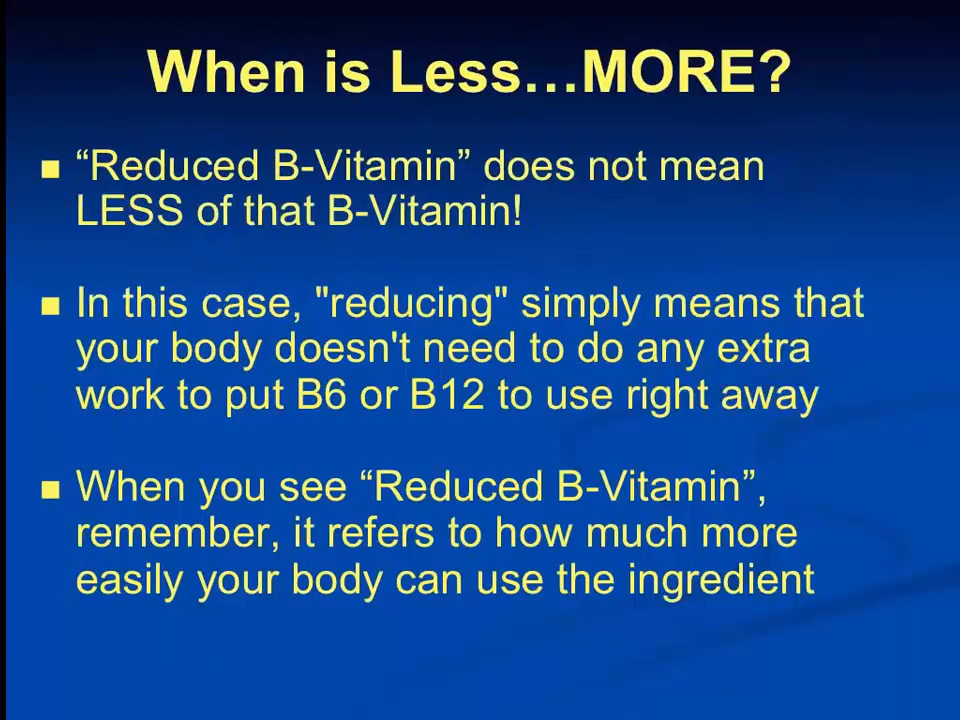 When is Less…MORE?
“Reduced B-Vitamin” does not mean
LESS of that B-Vitamin!
In this case, "reducing" simply means that
your body doesn't need to do any extra
work to put B6 or B12 to use right away
When you see “Reduced B-Vitamin”,
remember, it refers to how much more
easily your body can use the ingredient